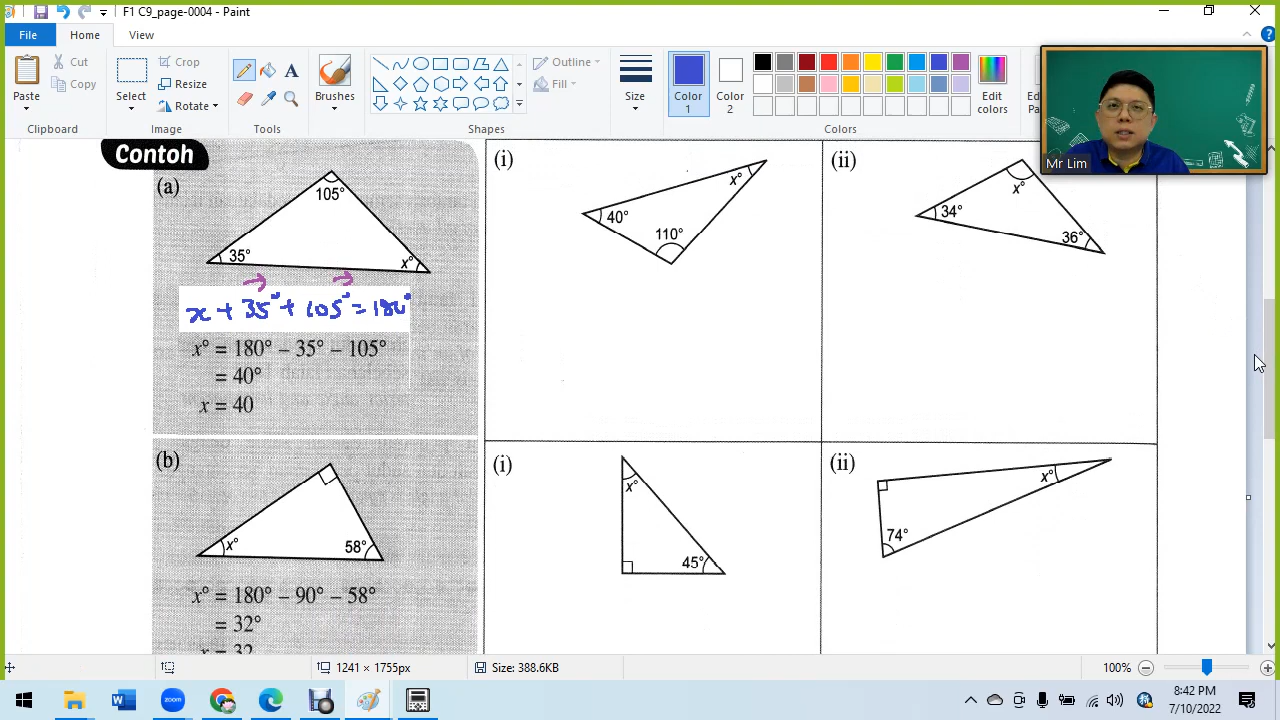 F1 C9_page-0004 - Paint
File
Home
View
Paste
Cut
Copy
Clipboard
Select
Crop
Resize
Rotate
Image
A
Tools
Brushes
Shapes
Outline
Fill
Size
Color
1
Color
2
Colors
Edit
colors
Mr Lim
Contoh
(a)
105°
35°
x°
x + 35° + 105° = 180°
x° = 180° – 35° – 105°
= 40°
x = 40
(i)
40°
110°
x°
(ii)
34°
x°
36°
(b)
x°
58°
x° = 180° – 90° – 58°
= 32°
x = 32
(i)
x°
45°
(ii)
x°
74°
1241 × 1755px
Size: 388.6KB
100%
zoom
8:42 PM
7/10/2022